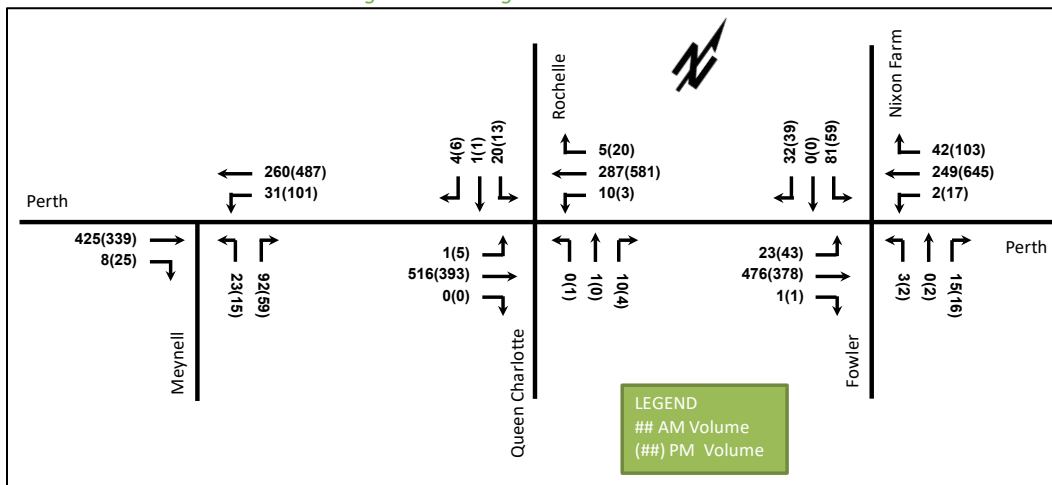 Rochelle
Nixon Farm
N
4(6)
1(1)
20(13)
5(20)
287(581)
10(3)
32(39)
0(0)
81(59)
42(103)
249(645)
2(17)
260(487)
31(101)
Perth
425(339)
8(25)
23(15)
92(59)
1(5)
516(393)
0(0)
0(1)
1(0)
10(4)
23(43)
476(378)
1(1)
3(2)
0(2)
15(16)
Perth
Meynell
Queen Charlotte
Fowler
LEGEND
## AM Volume
(##) PM Volume